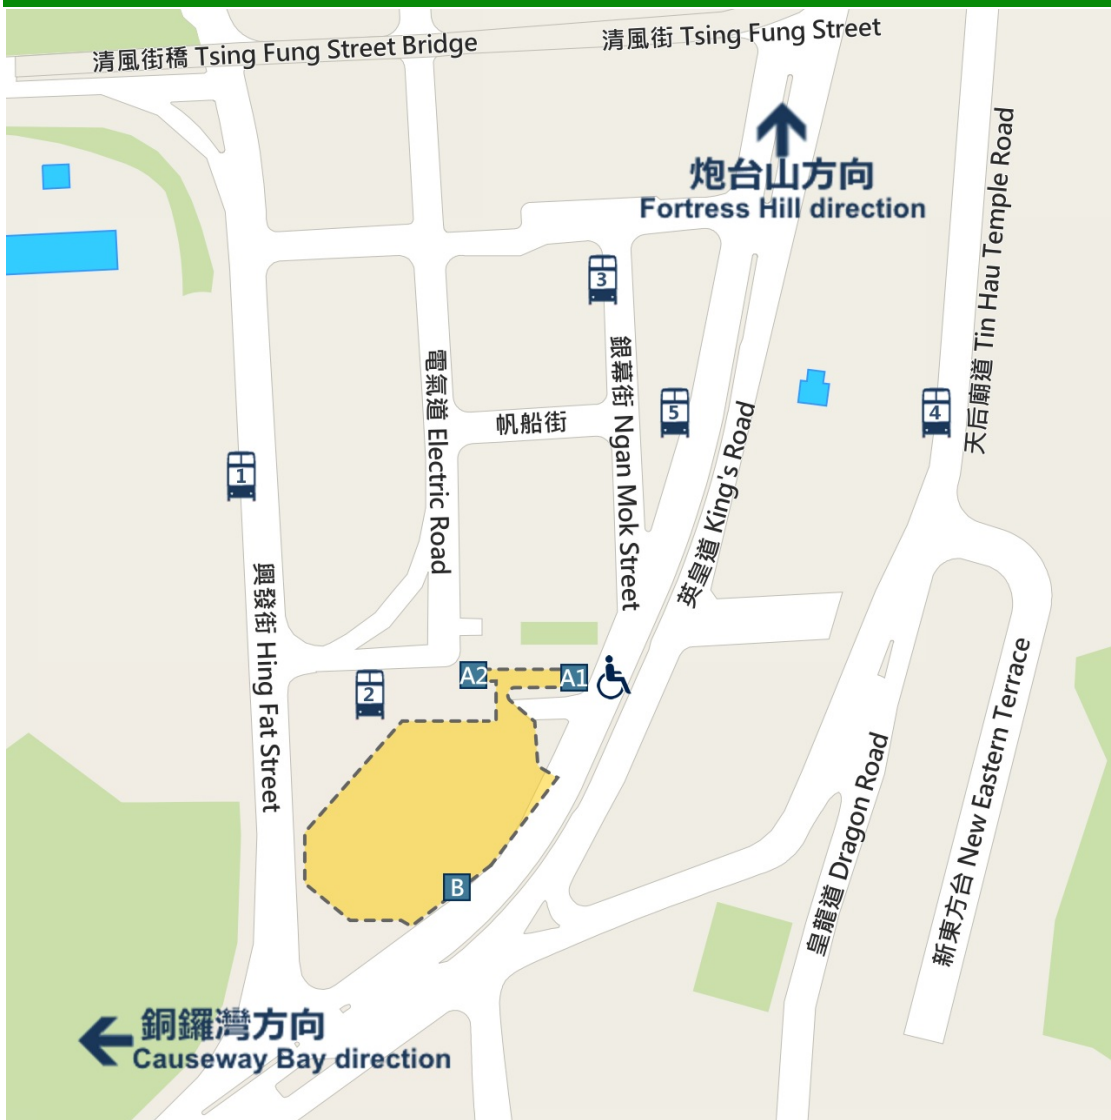 清風街橋 Tsing Fung Street Bridge
清風街 Tsing Fung Street
炮台山方向
Fortress Hill direction
天后廟道 Tin Hau Temple Road
3
銀幕街 Ngan Mok Street
電氣道 Electric Road
帆船街
5
4
英皇道 King's Road
1
興發街 Hing Fat Street
A2
A1
2
新東方台 New Eastern Terrace
皇龍道 Dragon Road
B
銅鑼灣方向
Causeway Bay direction